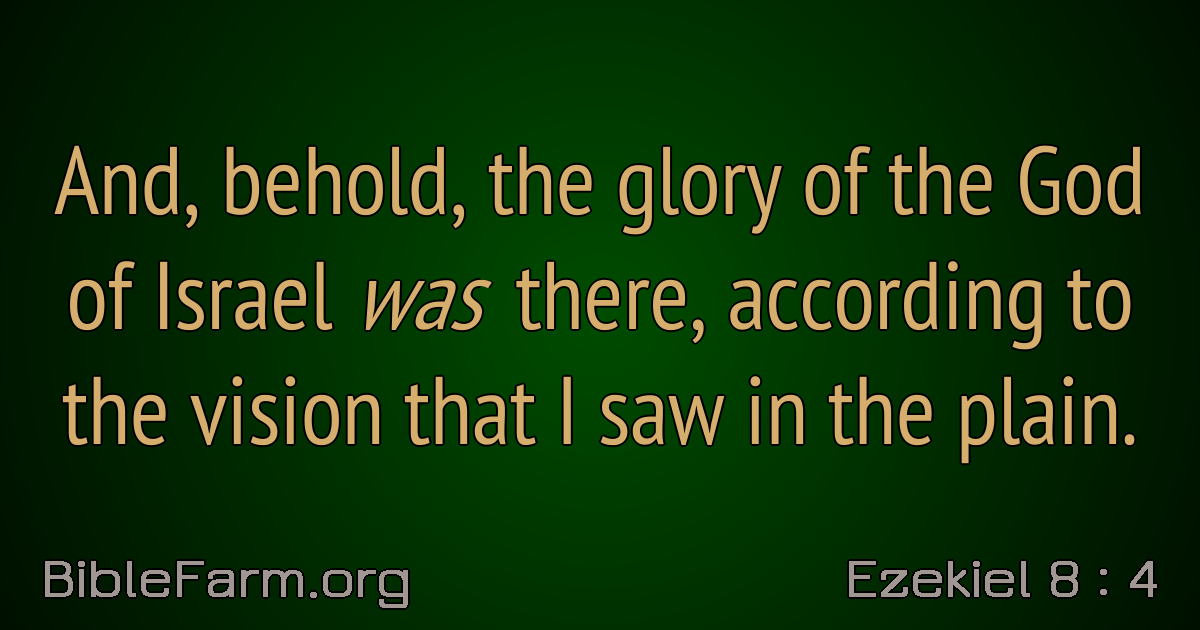 And, behold, the glory of the God
of Israel was there, according to
the vision that I saw in the plain.
BibleFarm.org
Ezekiel 8 : 4